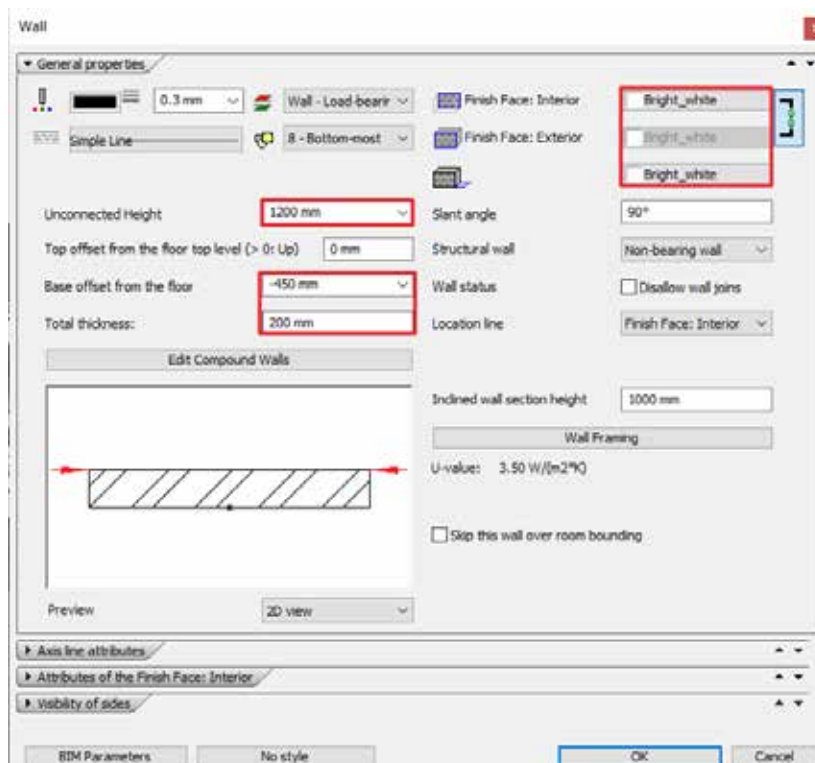 Wall
General properties
0.3 mm
Wall - Load-bearir
Finish Face: Interior
Bright_white
Simple Line
8 - Bottom-most
Finish Face: Exterior
Bright_white
Bright_white
Unconnected Height
1200 mm
Slant angle
90°
Top offset from the floor top level (> 0: Up)
0 mm
Structural wall
Non-bearing wall
Base offset from the floor
-450 mm
Wall status
Disallow wall joins
Total thickness:
200 mm
Location line
Finish Face: Interior
Edit Compound Walls
Inclined wall section height
1000 mm
Wall Framing
U-value: 3.50 W/(m2*K)
Skip this wall over room bounding
Preview
2D view
Axis line attributes
Attributes of the Finish Face: Interior
Visibility of sides
BIM Parameters
No style
OK
Cancel